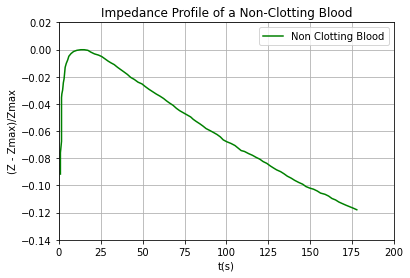 Impedance Profile of a Non-Clotting Blood
Non Clotting Blood
0.02
0.00
−0.02
−0.04
−0.06
−0.08
−0.10
−0.12
−0.14
(Z - Zmax)/Zmax
0 25 50 75 100 125 150 175 200
t(s)